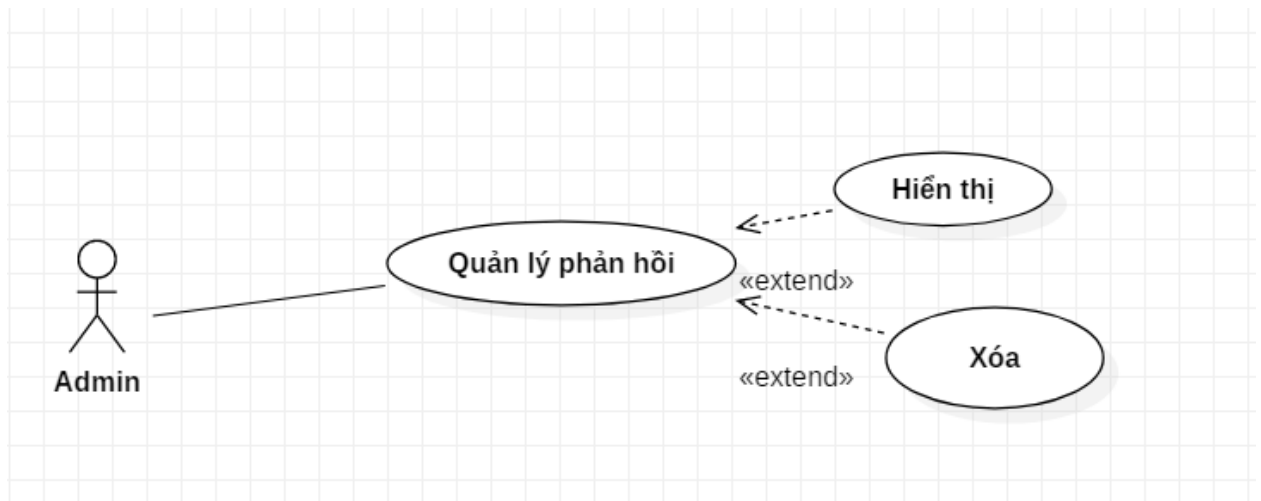 Hiển thị
Quản lý phản hồi
«extend»
Xóa
«extend»
Admin